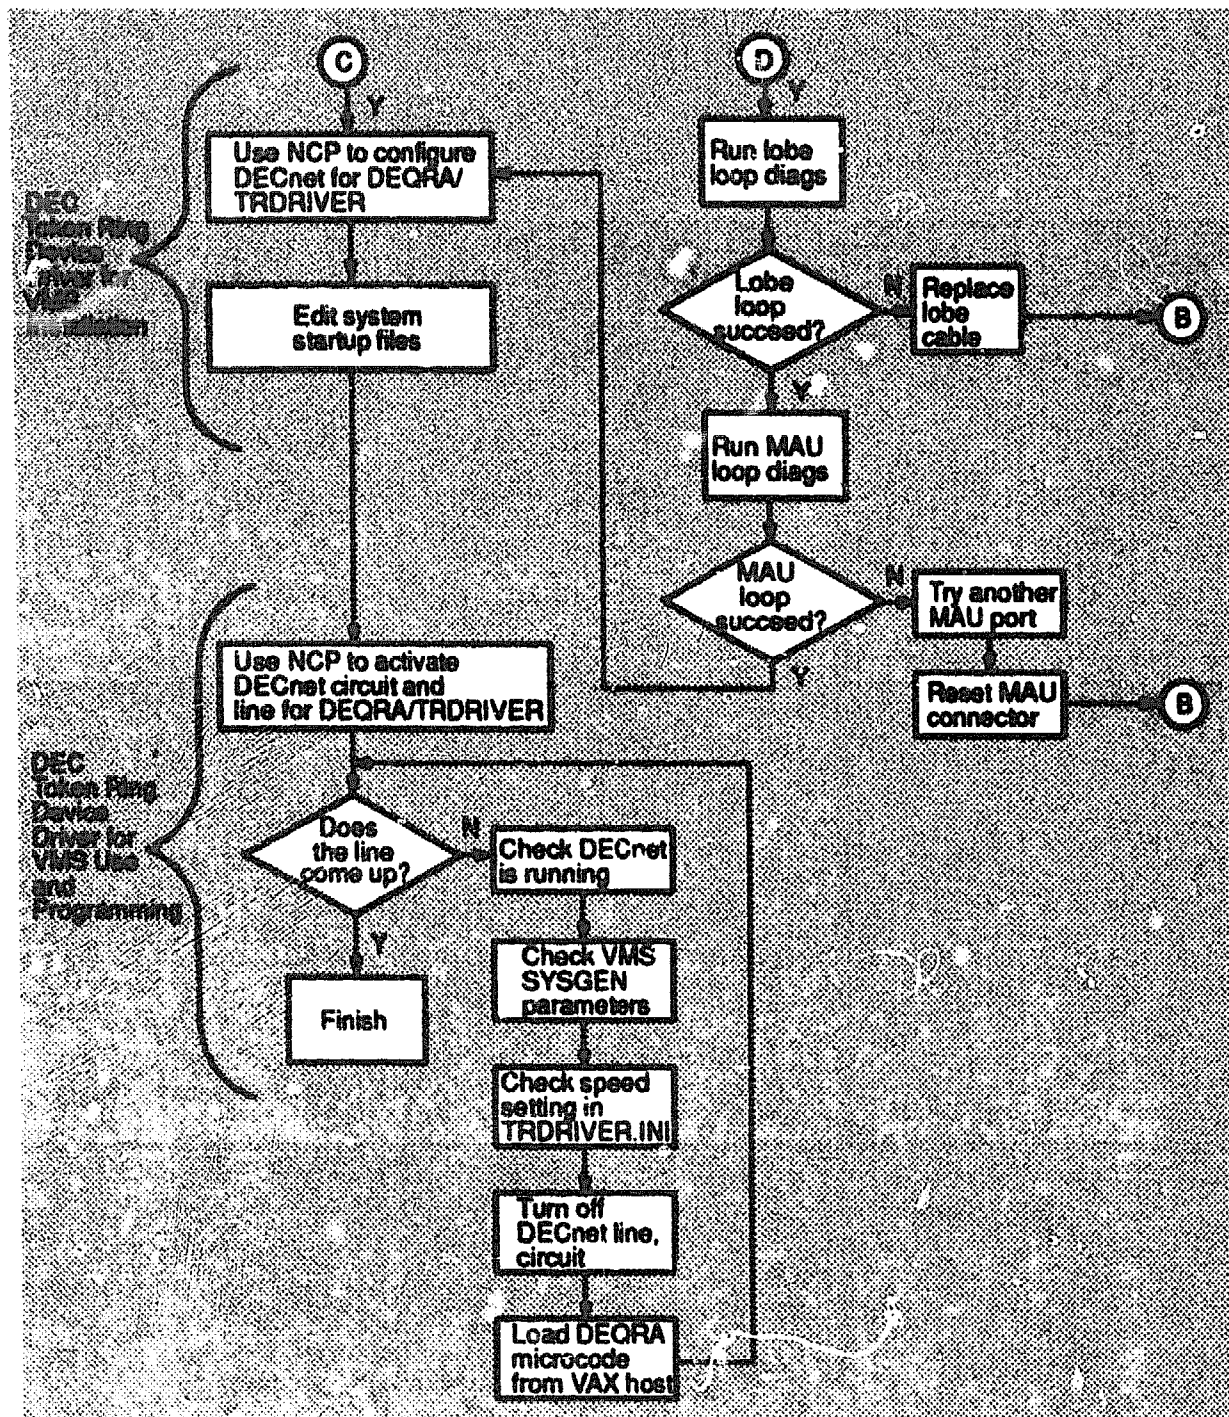 C
Y
Use NCP to configure
DECnet for DEQRA/
TRDRIVER
DEC
Token Ring
Device
Driver for
VMS
Installation
Edit system
startup files
D
Y
Run lobe
loop diags
Lobe
loop
succeed?
N
Replace
lobe
cable
B
Y
Run MAU
loop diags
MAU
loop
succeed?
N
Try another
MAU port
Y
Reset MAU
connector
B
Use NCP to activate
DECnet circuit and
line for DEQRA/TRDRIVER
DEC
Token Ring
Device
Driver for
VMS Use
and
Programming
Does
the line
come up?
N
Check DECnet
is running
Y
Finish
Check VMS
SYSGEN
parameters
Check speed
setting in
TRDRIVER.INI
Turn off
DECnet line,
circuit
Load DEQRA
microcode
from VAX host